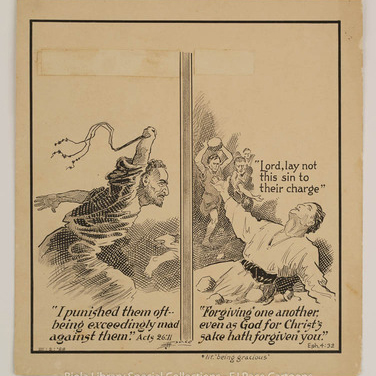 "Lord, lay not
this sin to
their charge"
"I punished them oft--
being exceedingly mad
against them." Acts 26:11
"Forgiving* one another,
even as God for Christ's
sake hath forgiven you."
Eph. 4:32
*lit. "being gracious"